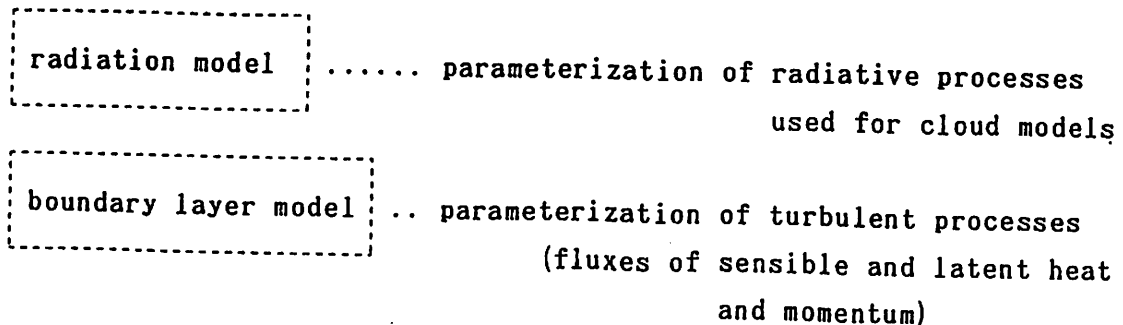 radiation model ...... parameterization of radiative processes
used for cloud models
boundary layer model .. parameterization of turbulent processes
(fluxes of sensible and latent heat
and momentum)